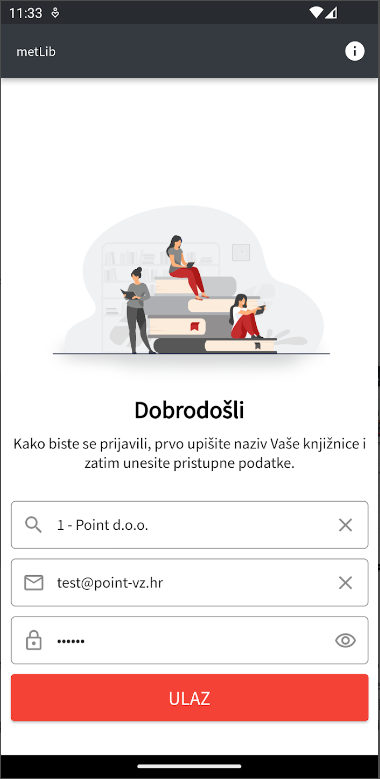 11:33
metLib
Dobrodošli
Kako biste se prijavili, prvo upišite naziv Vaše knjižnice i
zatim unesite pristupne podatke.
1 - Point d.o.o.
test@point-vz.hr
••••••
ULAZ